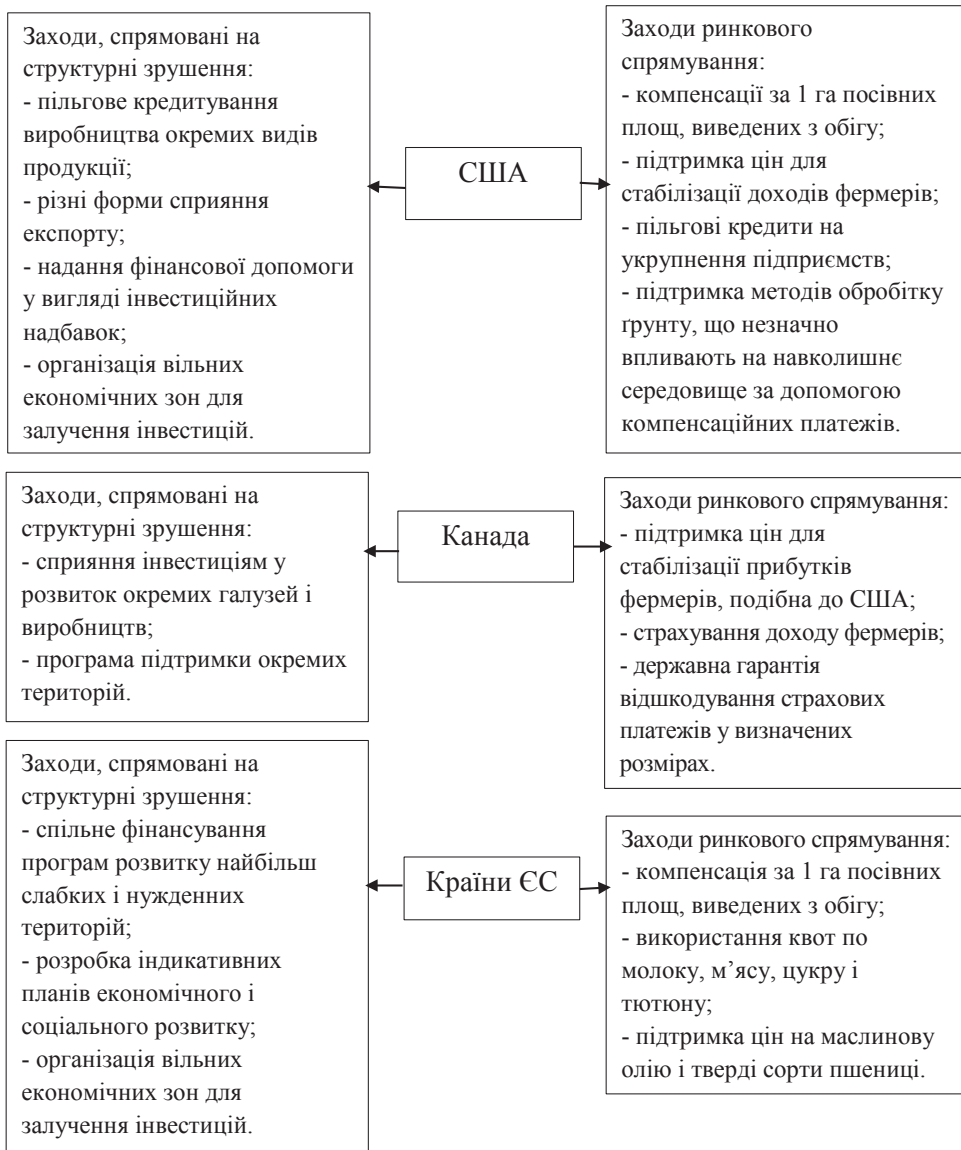 Заходи, спрямовані на
структурні зрушення:
- пільгове кредитування
виробництва окремих видів
продукції;
- різні форми сприяння
експорту;
- надання фінансової допомоги
у вигляді інвестиційних
надбавок;
- організація вільних
економічних зон для
залучення інвестицій.
США
Заходи ринкового
спрямування:
- компенсації за 1 га посівних
площ, виведених з обігу;
- підтримка цін для
стабілізації доходів фермерів;
- пільгові кредити на
укрупнення підприємств;
- підтримка методів обробітку
ґрунту, що незначно
впливають на навколишнє
середовище за допомогою
компенсаційних платежів.
Заходи, спрямовані на
структурні зрушення:
- сприяння інвестиціям у
розвиток окремих галузей і
виробництв;
- програма підтримки окремих
територій.
Канада
Заходи ринкового спрямування:
- підтримка цін для
стабілізації прибутків
фермерів, подібна до США;
- страхування доходу фермерів;
- державна гарантія
відшкодування страхових
платежів у визначених
розмірах.
Заходи, спрямовані на
структурні зрушення:
- спільне фінансування
програм розвитку найбільш
слабких і нужденних
територій;
- розробка індикативних
планів економічного і
соціального розвитку;
- організація вільних
економічних зон для
залучення інвестицій.
Країни ЄС
Заходи ринкового спрямування:
- компенсація за 1 га посівних
площ, виведених з обігу;
- використання квот по
молоку, м’ясу, цукру і
тютюну;
- підтримка цін на маслинову
олію і тверді сорти пшениці.